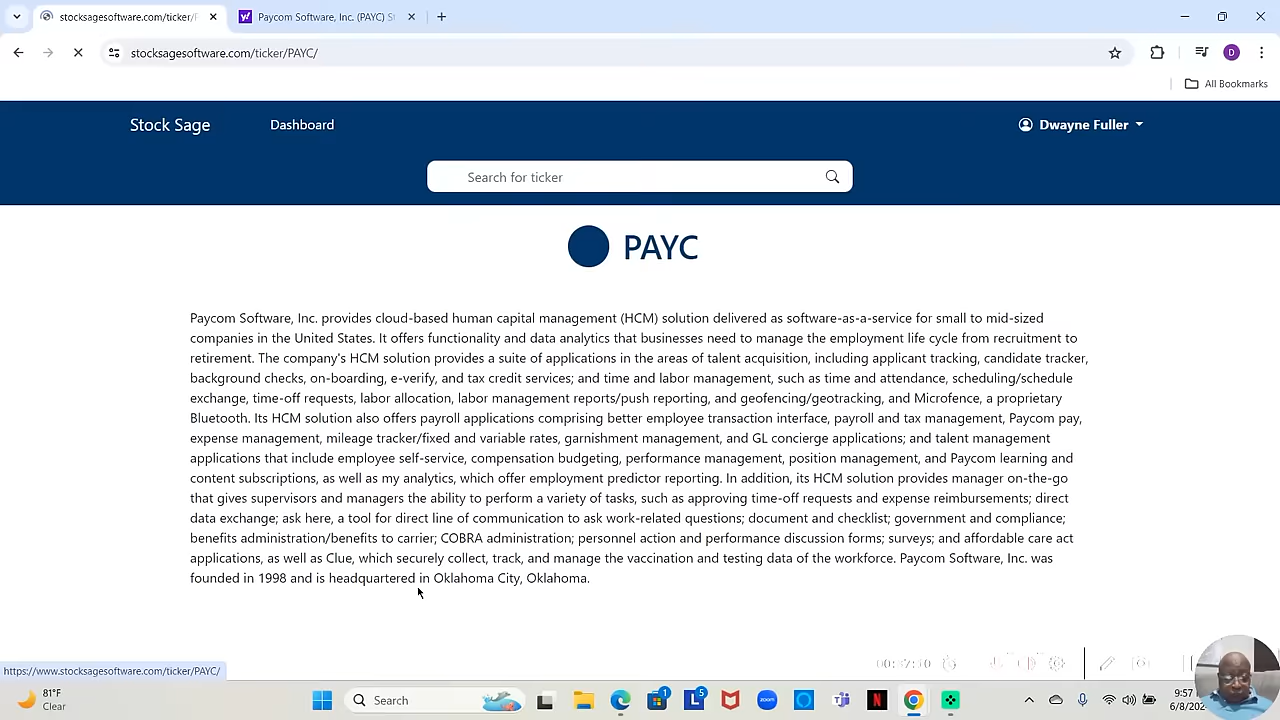 stocksagesoftware.com/ticker/P
Paycom Software, Inc. (PAYC) St
stocksagesoftware.com/ticker/PAYC/
D
All Bookmarks
Stock Sage
Dashboard
Dwayne Fuller
Search for ticker
PAYC
Paycom Software, Inc. provides cloud-based human capital management (HCM) solution delivered as software-as-a-service for small to mid-sized
companies in the United States. It offers functionality and data analytics that businesses need to manage the employment life cycle from recruitment to
retirement. The company's HCM solution provides a suite of applications in the areas of talent acquisition, including applicant tracking, candidate tracker,
background checks, on-boarding, e-verify, and tax credit services; and time and labor management, such as time and attendance, scheduling/schedule
exchange, time-off requests, labor allocation, labor management reports/push reporting, and geofencing/geotracking, and Microfence, a proprietary
Bluetooth. Its HCM solution also offers payroll applications comprising better employee transaction interface, payroll and tax management, Paycom pay,
expense management, mileage tracker/fixed and variable rates, garnishment management, and GL concierge applications; and talent management
applications that include employee self-service, compensation budgeting, performance management, position management, and Paycom learning and
content subscriptions, as well as my analytics, which offer employment predictor reporting. In addition, its HCM solution provides manager on-the-go
that gives supervisors and managers the ability to perform a variety of tasks, such as approving time-off requests and expense reimbursements; direct
data exchange; ask here, a tool for direct line of communication to ask work-related questions; document and checklist; government and compliance;
benefits administration/benefits to carrier; COBRA administration; personnel action and performance discussion forms; surveys; and affordable care act
applications, as well as Clue, which securely collect, track, and manage the vaccination and testing data of the workforce. Paycom Software, Inc. was
founded in 1998 and is headquartered in Oklahoma City, Oklahoma.
https://www.stocksagesoftware.com/ticker/PAYC/
81°F
Clear
Search
1
5
zoom
N
9:57
6/8/202